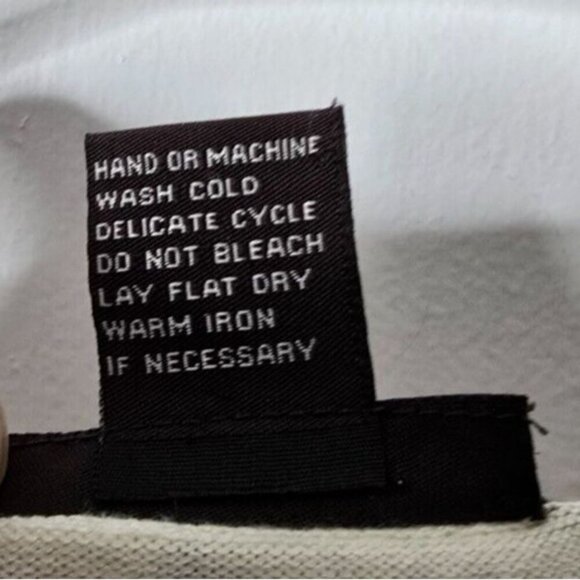 HAND OR MACHINE
WASH COLD
DELICATE CYCLE
DO NOT BLEACH
LAY FLAT DRY
WARM IRON
IF NECESSARY